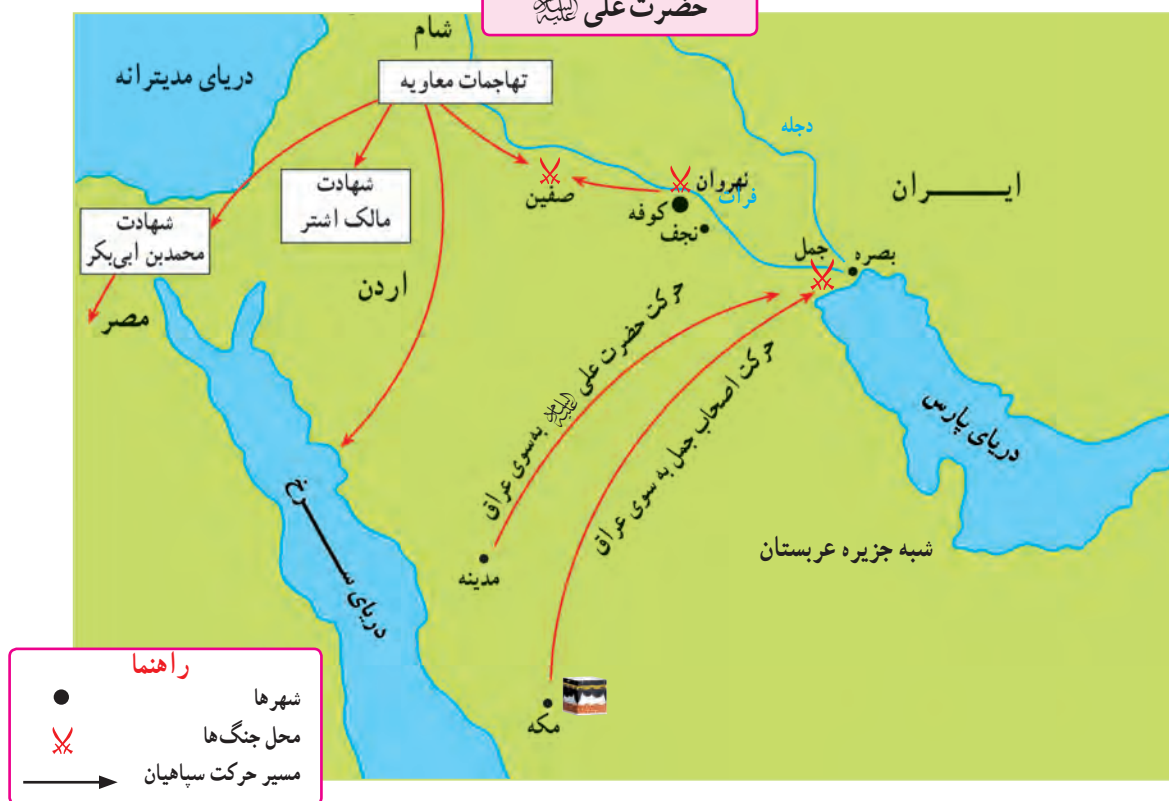 حضرت علی علیه السلام
شام
دریای مدیترانه
تهاجمات معاویه
دجله
نهروان
فرات
ایــــــران
صفین
کوفه
نجف
شهادت
مالک اشتر
شهادت
محمدبن ابی‌بکر
جمل
بصره
اردن
مصر
حرکت حضرت علی علیه السلام به‌سوی عراق
حرکت اصحاب جمل به سوی عراق
دریای پارس
دریای ســـــرخ
شبه جزیره عربستان
مدینه
مکه
راهنما
شهرها
محل جنگ‌ها
مسیر حرکت سپاهیان